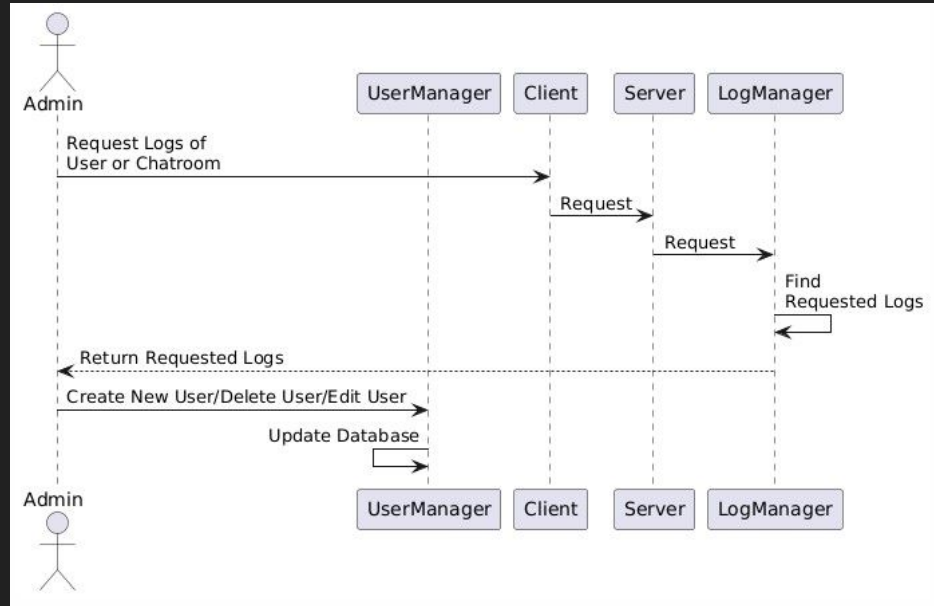 Admin
UserManager
Client
Server
LogManager
Request Logs of
User or Chatroom
Request
Request
Find
Requested Logs
Return Requested Logs
Create New User/Delete User/Edit User
Update Database
Admin
UserManager
Client
Server
LogManager